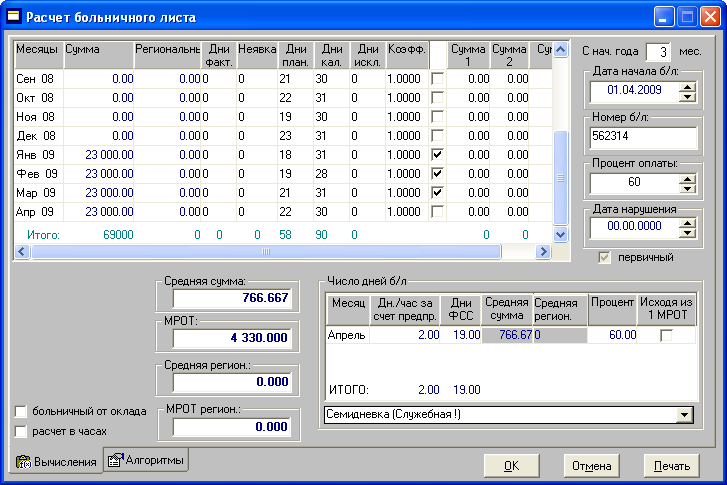 Расчет больничного листа
Месяцы Сумма Региональнь Дни факт. Неявка Дни план. Дни кал. Дни искл. Коэфф. Сумма 1 Сумма 2 Сум
Сен 08 0.00 0.00 0 0 21 30 0 1.0000 0.00 0.00
Окт 08 0.00 0.00 0 0 22 31 0 1.0000 0.00 0.00
Ноя 08 0.00 0.00 0 0 19 30 0 1.0000 0.00 0.00
Дек 08 0.00 0.00 0 0 23 31 0 1.0000 0.00 0.00
Янв 09 23 000.00 0.00 0 0 18 31 0 1.0000 0.00 0.00
Фев 09 23 000.00 0.00 0 0 19 28 0 1.0000 0.00 0.00
Мар 09 23 000.00 0.00 0 0 21 31 0 1.0000 0.00 0.00
Апр 09 23 000.00 0.00 0 0 22 30 0 1.0000 0.00 0.00
Итого: 69000 0 0 0 58 90 0 0 0
С нач. года 3 мес.
Дата начала б/л:
01.04.2009
Номер б/л:
562314
Процент оплаты:
60
Дата нарушения
00.00.0000
первичный
Средняя сумма:
766.667
МРОТ:
4 330.000
Средняя регион.:
0.000
МРОТ регион.:
0.000
больничный от оклада
расчет в часах
Число дней б/л
Месяц Дн./час за счет предпр. Дни ФСС Средняя сумма Средняя регион. Процент Исходя из 1 МРОТ
Апрель 2.00 19.00 766.67 0 60.00
ИТОГО: 2.00 19.00
Семидневка (Служебная !)
Вычисления Алгоритмы
OK Отмена Печать